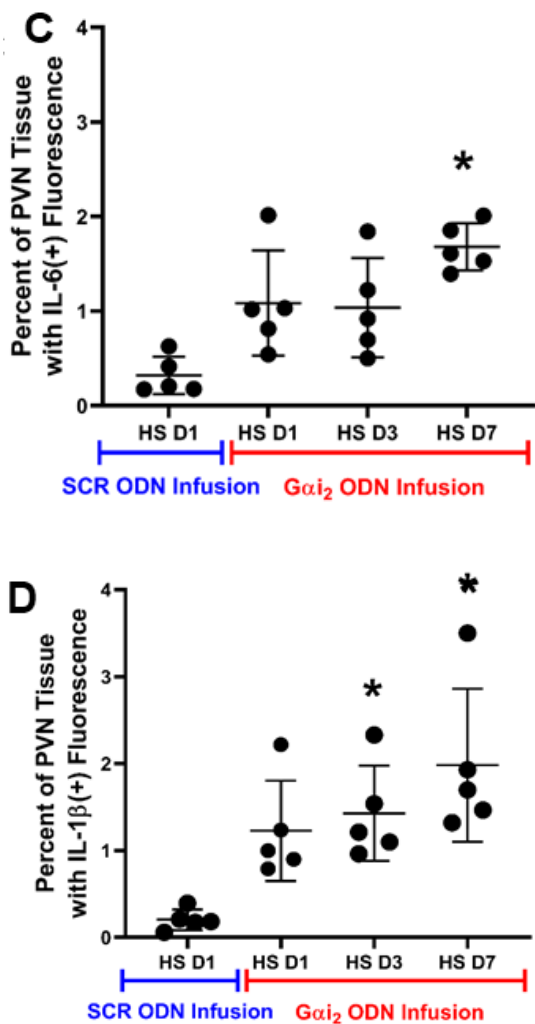 C
Percent of PVN Tissue
with IL-6(+) Fluorescence
4
3
2
1
0
*
HS D1 HS D1 HS D3 HS D7
SCR ODN Infusion Gαi₂ ODN Infusion
D
Percent of PVN Tissue
with IL-1β(+) Fluorescence
4
3
2
1
0
*
*
HS D1 HS D1 HS D3 HS D7
SCR ODN Infusion Gαi₂ ODN Infusion